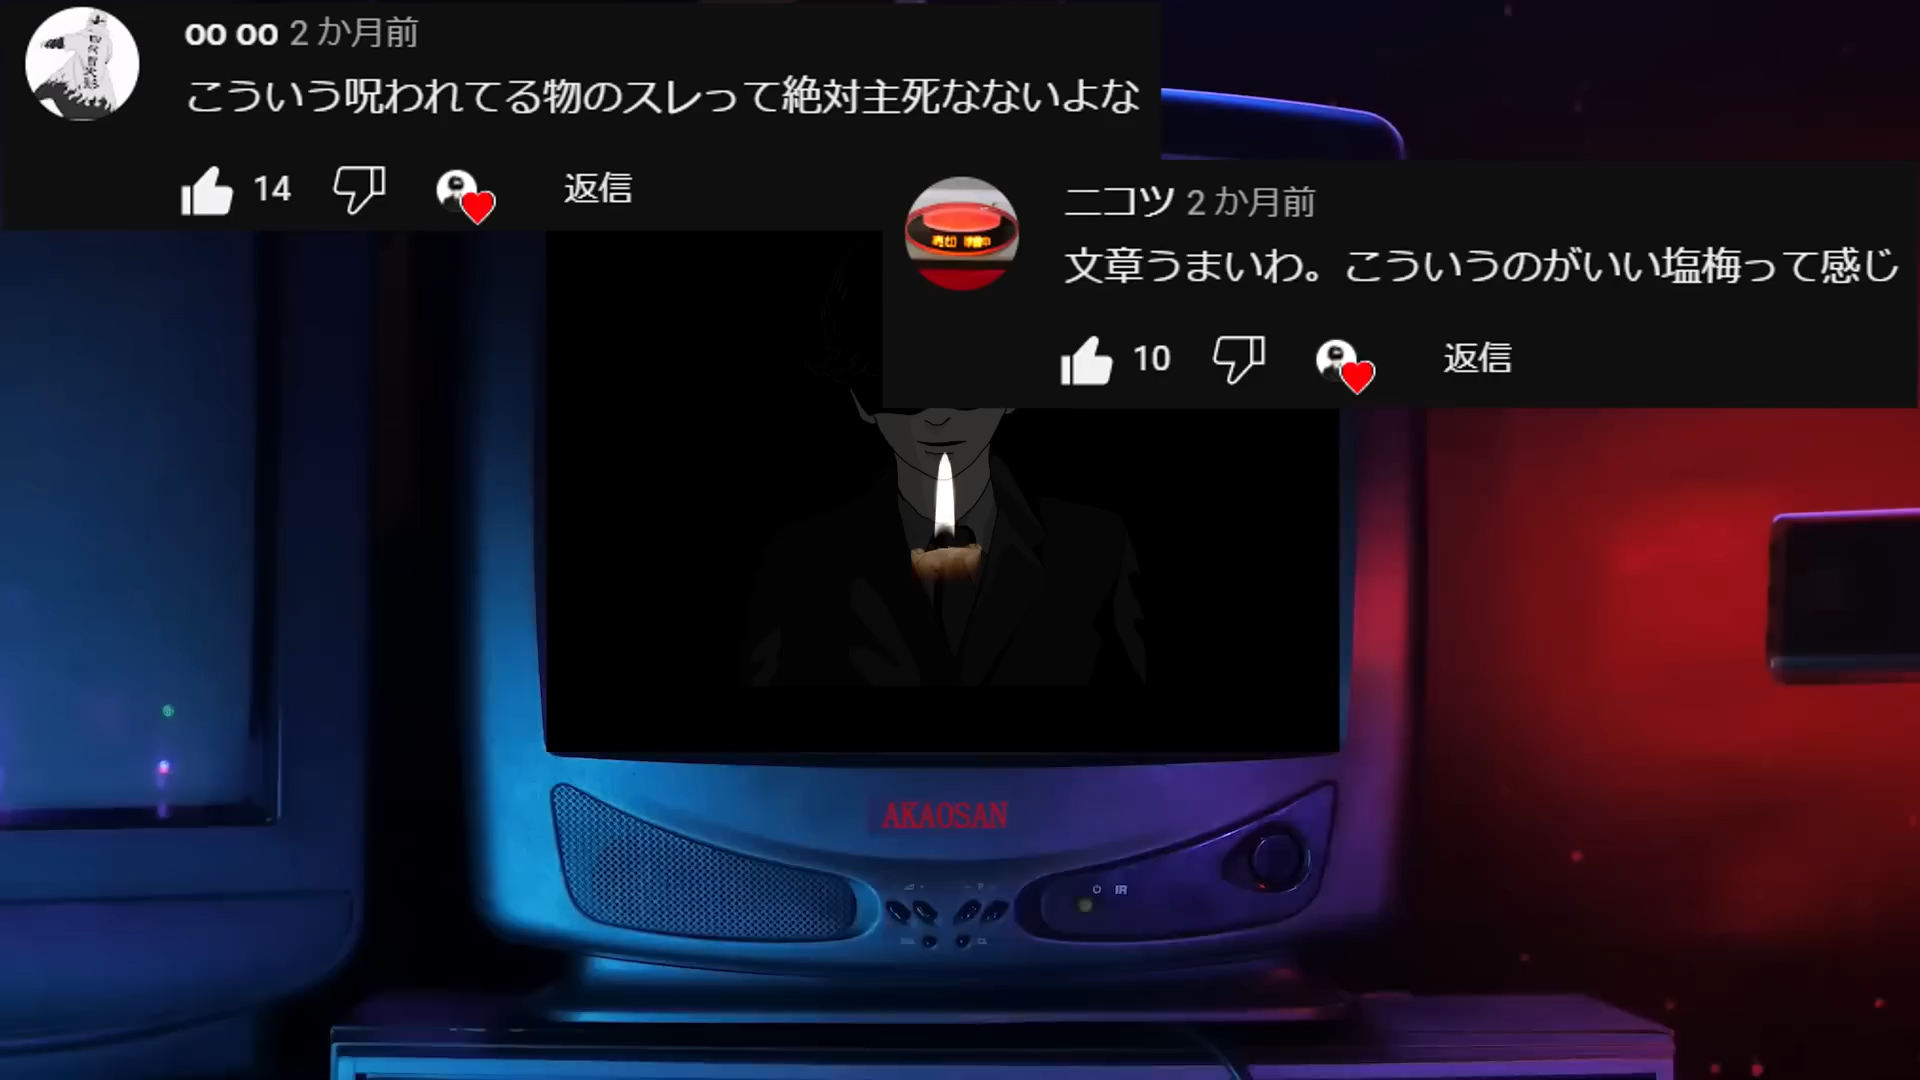 oo oo 2 か月前
こういう呪われてる物のスレって絶対主死なないよな
14
返信
ニコツ 2 か月前
文章うまいわ。こういうのがいい塩梅って感じ
10
返信
AKAOSAN